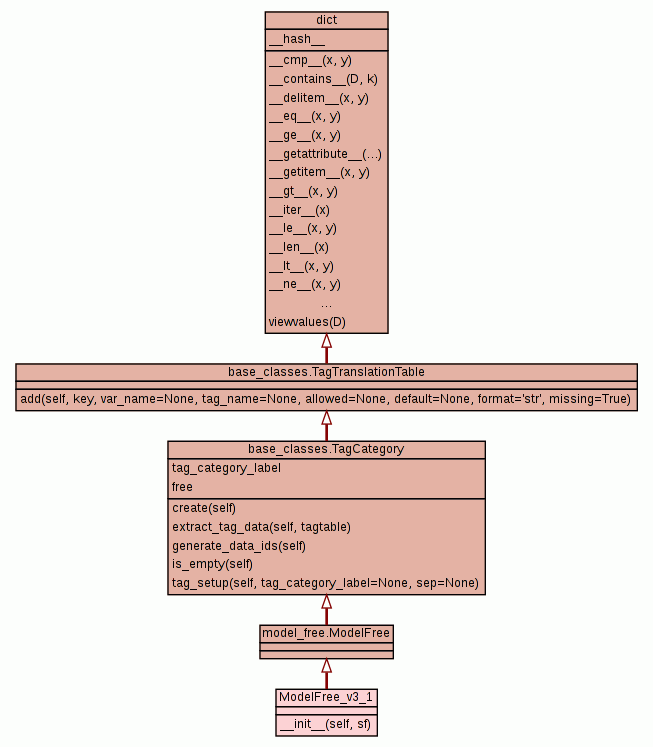 dict
__hash__
__cmp__(x, y)
__contains__(D, k)
__delitem__(x, y)
__eq__(x, y)
__ge__(x, y)
__getattribute__(...)
__getitem__(x, y)
__gt__(x, y)
__iter__(x)
__le__(x, y)
__len__(x)
__lt__(x, y)
__ne__(x, y)
...
viewvalues(D)
base_classes.TagTranslationTable
add(self, key, var_name=None, tag_name=None, allowed=None, default=None, format='str', missing=True)
base_classes.TagCategory
tag_category_label
free
create(self)
extract_tag_data(self, tagtable)
generate_data_ids(self)
is_empty(self)
tag_setup(self, tag_category_label=None, sep=None)
model_free.ModelFree
ModelFree_v3_1
__init__(self, sf)